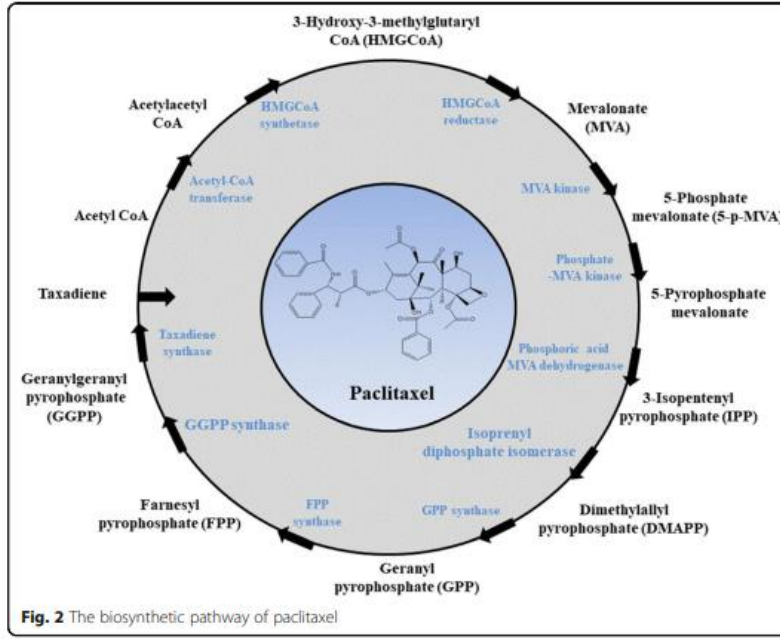 3-Hydroxy-3-methylglutaryl
CoA (HMGCoA)
HMGCoA
synthetase
HMGCoA
reductase
Acetylacetyl
CoA
Mevalonate
(MVA)
Acetyl-CoA
transferase
MVA kinase
Acetyl CoA
5-Phosphate
mevalonate (5-p-MVA)
Phosphate
-MVA kinase
Taxadiene
5-Pyrophosphate
mevalonate
Taxadiene
synthase
Phosphoric acid
MVA dehydrogenase
Paclitaxel
Geranylgeranyl
pyrophosphate
(GGPP)
3-Isopentenyl
pyrophosphate (IPP)
GGPP synthase
Isoprenyl
diphosphate isomerase
Farnesyl
pyrophosphate (FPP)
FPP
synthase
GPP synthase
Dimethylallyl
pyrophosphate (DMAPP)
Geranyl
pyrophosphate (GPP)
Fig. 2 The biosynthetic pathway of paclitaxel